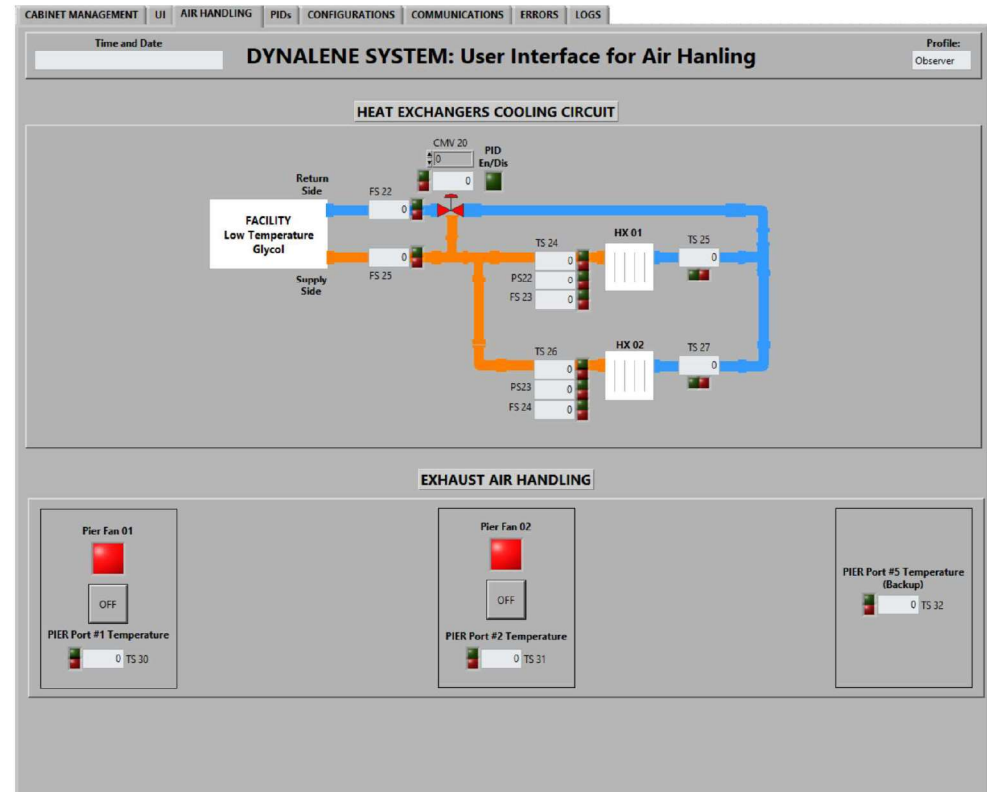 CABINET MANAGEMENT UI AIR HANDLING PIDs CONFIGURATIONS COMMUNICATIONS ERRORS LOGS
Time and Date
DYNALENE SYSTEM: User Interface for Air Hanling
Profile:
Observer
HEAT EXCHANGERS COOLING CIRCUIT
CMV 20
0
PID
En/Dis
0
Return
Side
FS 22
0
FACILITY
Low Temperature
Glycol
0
FS 25
Supply
Side
TS 24
0
PS22 0
FS 23 0
HX 01
TS 25
0
TS 26
0
PS23 0
FS 24 0
HX 02
TS 27
0
EXHAUST AIR HANDLING
Pier Fan 01
OFF
PIER Port #1 Temperature
0 TS 30
Pier Fan 02
OFF
PIER Port #2 Temperature
0 TS 31
PIER Port #5 Temperature
(Backup)
0 TS 32